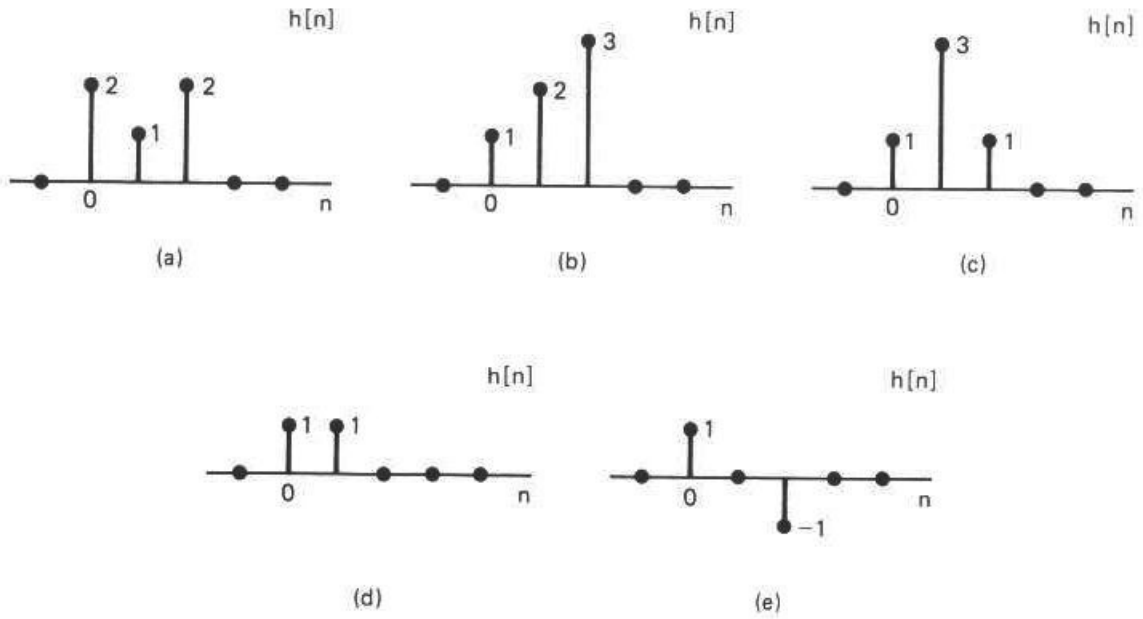 h[n] h[n] h[n]
3 3
2 2 2
1 1 1 1
0 n 0 n 0 n
(a) (b) (c)
h[n] h[n]
1 1 1
0 n 0 n
-1
(d) (e)